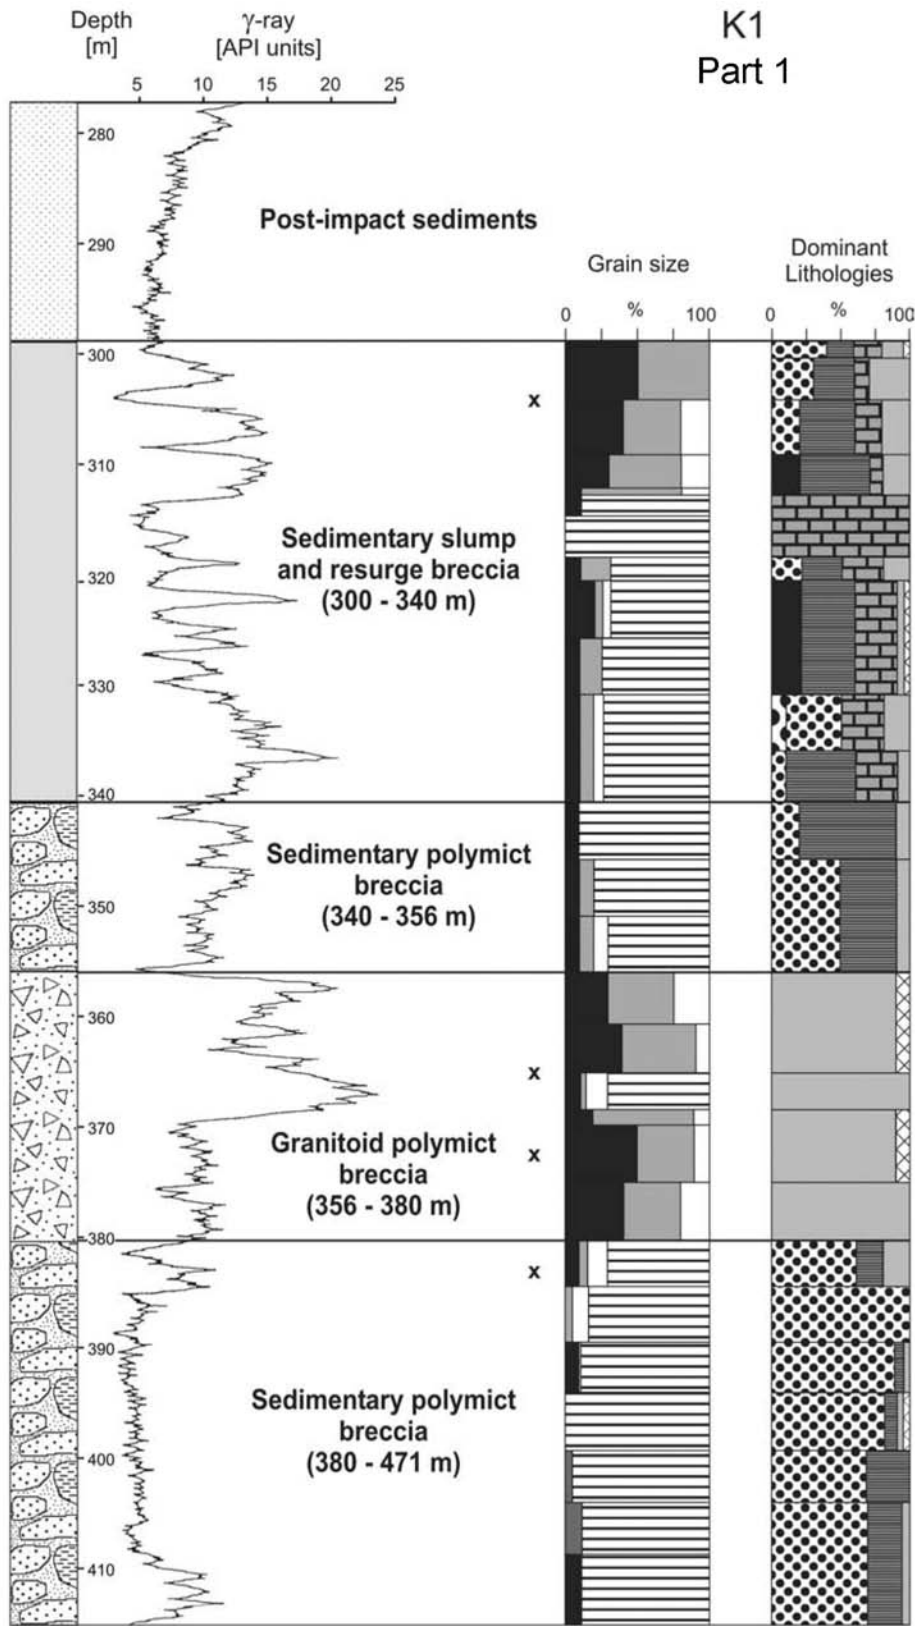 Depth
[m]
γ-ray
[API units]
K1
Part 1
5 10 15 20 25
280
Post-impact sediments
290
Grain size
Dominant
Lithologies
0 % 100
0 % 100
300
x
310
Sedimentary slump
and resurge breccia
(300 - 340 m)
320
330
340
Sedimentary polymict
breccia
(340 - 356 m)
350
360
x
370
Granitoid polymict
breccia
(356 - 380 m)
x
380
x
390
Sedimentary polymict
breccia
(380 - 471 m)
400
410